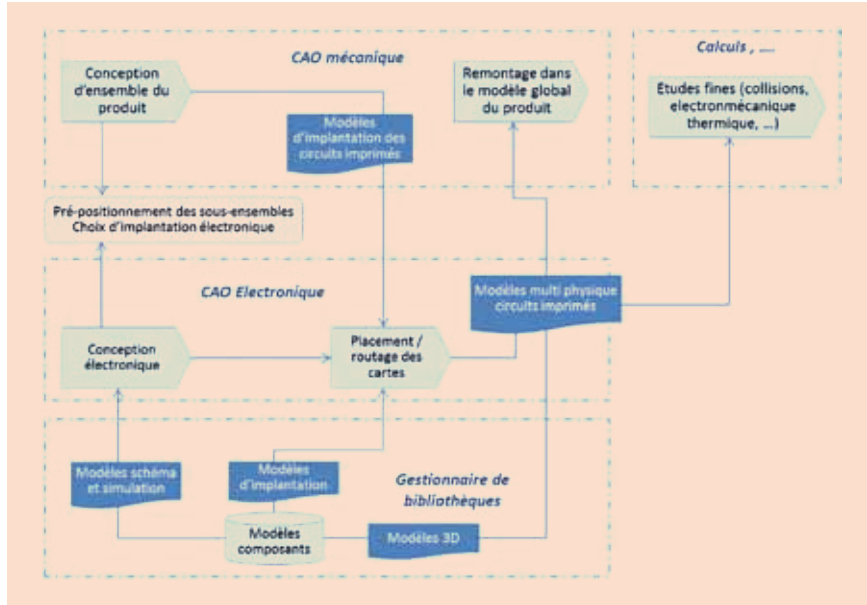 CAO mécanique
Conception
d'ensemble du
produit
Modèles
d'implantation des
circuits imprimés
Remontage dans
le modèle global
du produit
Calculs , ....
Etudes fines (collisions,
electronmécanique
thermique, ...)
Pré-positionnement des sous-ensembles
Choix d'implantation électronique
CAO Electronique
Conception
électronique
Placement /
routage des
cartes
Modèles multi physique
circuits imprimés
Modèles schéma
et simulation
Modèles
d'implantation
Gestionnaire de
bibliothèques
Modèles
composants
Modèles 3D